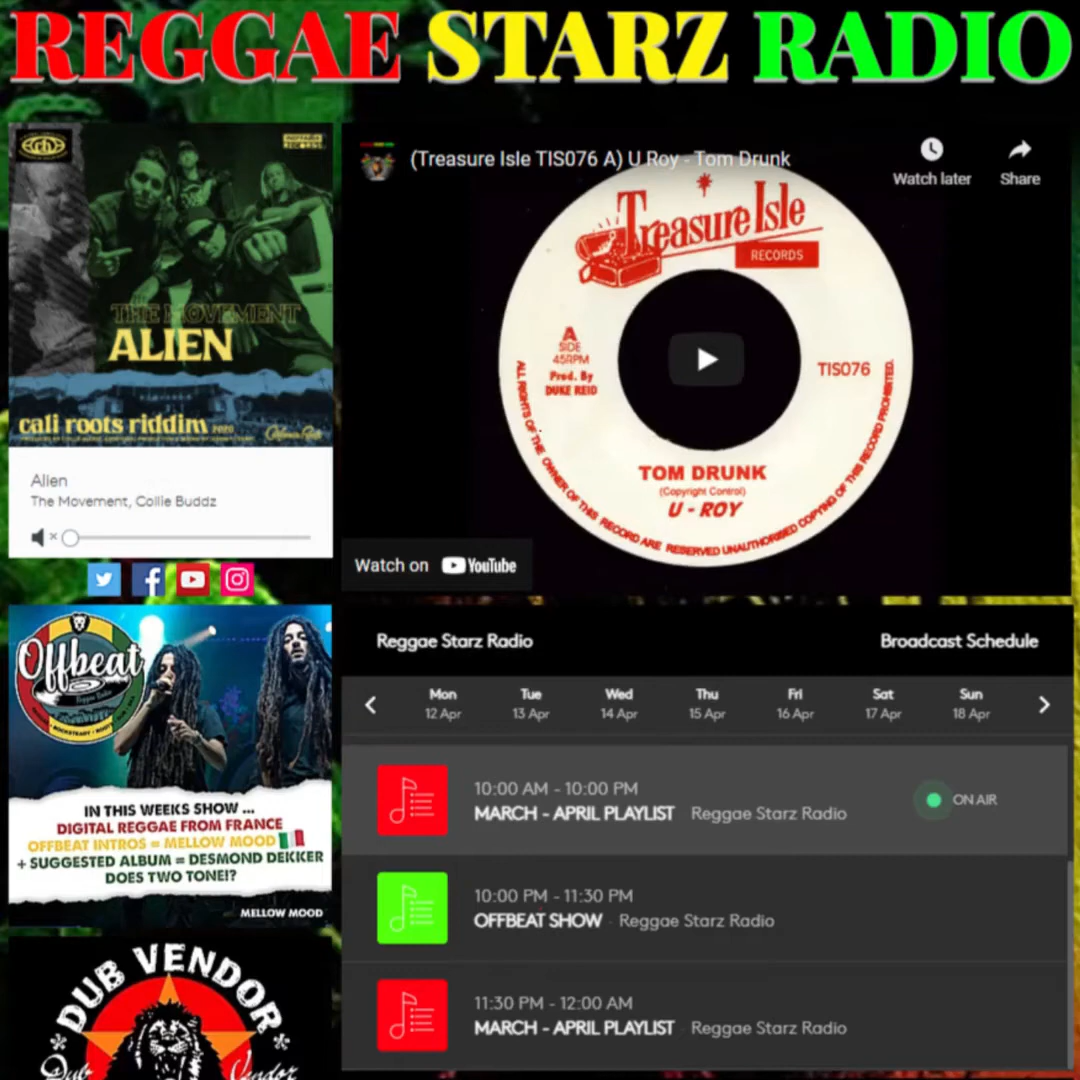 REGGAE STARZ RADIO
THE MOVEMENT
ALIEN
cali roots riddim 2020
Alien
The Movement, Collie Buddz
(Treasure Isle TIS076 A) U Roy - Tom Drunk
Watch later
Share
Treasure Isle
RECORDS
A
SIDE
45RPM
Prod. By
DUKE REID
TIS076
ALL RIGHTS OF THE OWNER OF THIS RECORD ARE RESERVED UNAUTHORISED COPYING OF THIS RECORD PROHIBITED.
TOM DRUNK
(Copyright Control)
U - ROY
Watch on YouTube
Offbeat
Reggae Radio
IN THIS WEEKS SHOW ...
DIGITAL REGGAE FROM FRANCE
OFFBEAT INTROS = MELLOW MOOD
+ SUGGESTED ALBUM = DESMOND DEKKER
DOES TWO TONE!?
MELLOW MOOD
DUB VENDOR
Dub Vendor
Reggae Starz Radio
Broadcast Schedule
Mon Tue Wed Thu Fri Sat Sun
12 Apr 13 Apr 14 Apr 15 Apr 16 Apr 17 Apr 18 Apr
10:00 AM - 10:00 PM
MARCH - APRIL PLAYLIST Reggae Starz Radio
ON AIR
10:00 PM - 11:30 PM
OFFBEAT SHOW · Reggae Starz Radio
11:30 PM - 12:00 AM
MARCH - APRIL PLAYLIST Reggae Starz Radio